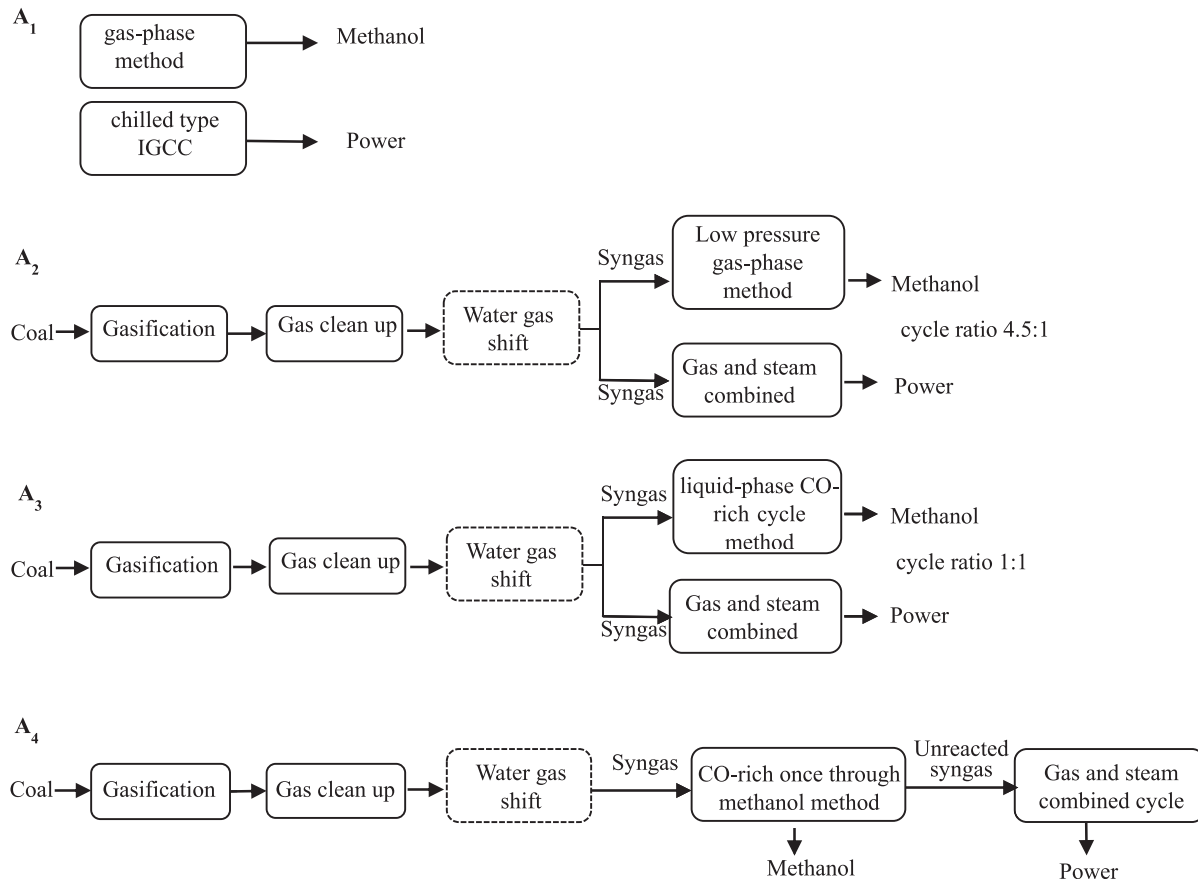 A1
gas-phase
method
Methanol
chilled type
IGCC
Power
A2
Coal
Gasification
Gas clean up
Water gas
shift
Syngas
Low pressure
gas-phase
method
Methanol
cycle ratio 4.5:1
Syngas
Gas and steam
combined
Power
A3
Coal
Gasification
Gas clean up
Water gas
shift
Syngas
liquid-phase CO-
rich cycle
method
Methanol
cycle ratio 1:1
Syngas
Gas and steam
combined
Power
A4
Coal
Gasification
Gas clean up
Water gas
shift
Syngas
CO-rich once through
methanol method
Methanol
Unreacted
syngas
Gas and steam
combined cycle
Power